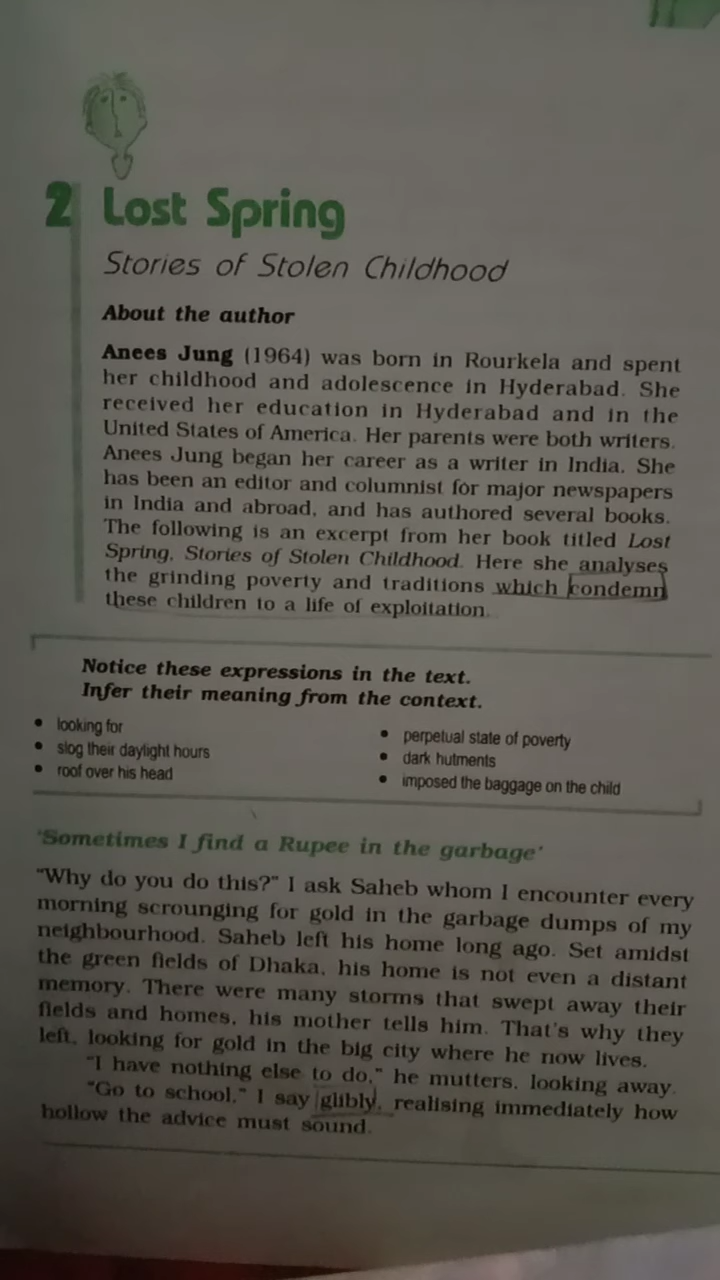 2 Lost Spring
Stories of Stolen Childhood
About the author
Anees Jung (1964) was born in Rourkela and spent
her childhood and adolescence in Hyderabad. She
received her education in Hyderabad and in the
United States of America. Her parents were both writers.
Anees Jung began her career as a writer in India. She
has been an editor and columnist for major newspapers
in India and abroad, and has authored several books.
The following is an excerpt from her book titled Lost
Spring, Stories of Stolen Childhood. Here she analyses
the grinding poverty and traditions which condemn
these children to a life of exploitation.
Notice these expressions in the text.
Infer their meaning from the context.
• looking for
• slog their daylight hours
• roof over his head
• perpetual state of poverty
• dark hutments
• imposed the baggage on the child
'Sometimes I find a Rupee in the garbage'
"Why do you do this?" I ask Saheb whom I encounter every
morning scrounging for gold in the garbage dumps of my
neighbourhood. Saheb left his home long ago. Set amidst
the green fields of Dhaka, his home is not even a distant
memory. There were many storms that swept away their
fields and homes, his mother tells him. That's why they
left, looking for gold in the big city where he now lives.
"I have nothing else to do," he mutters, looking away.
"Go to school," I say glibly, realising immediately how
hollow the advice must sound.